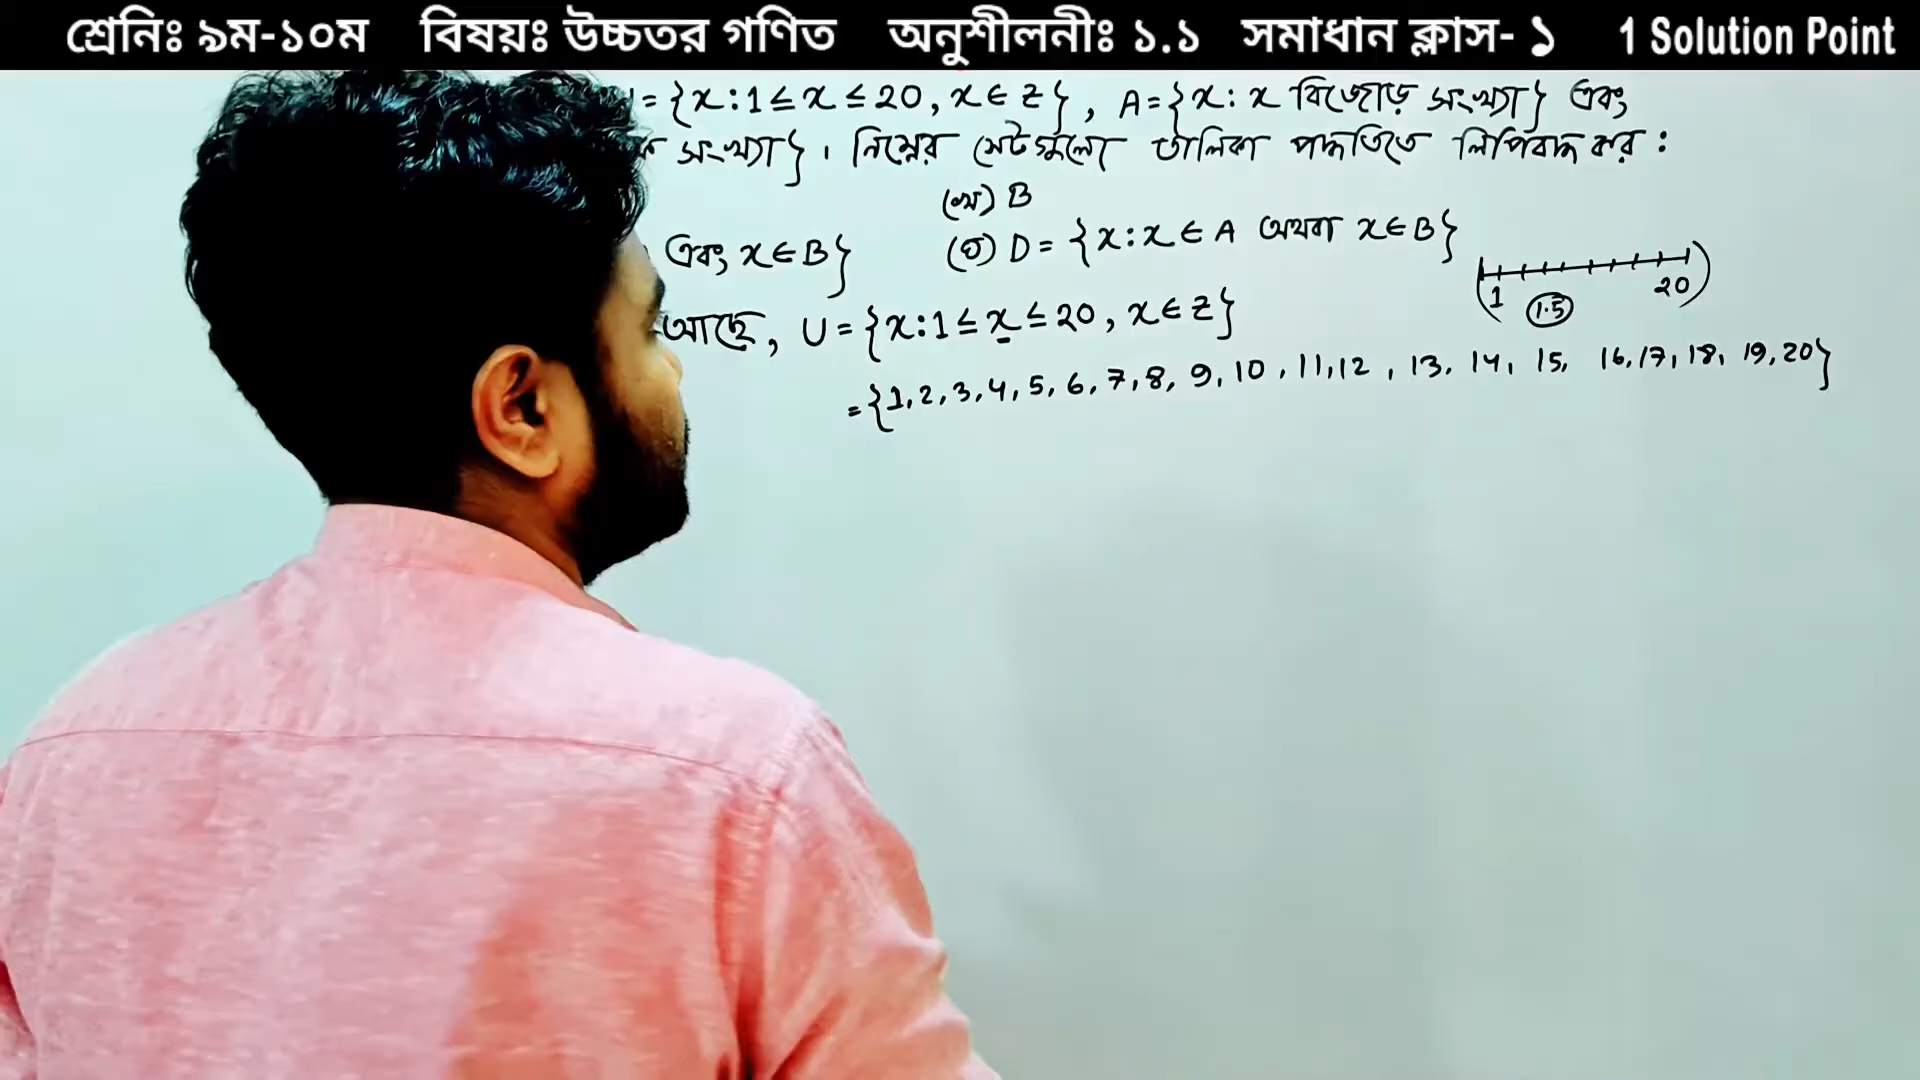 শ্রেনিঃ ৯ম-১০ম বিষয়ঃ উচ্চতর গণিত অনুশীলনীঃ ১.১ সমাধান ক্লাস- ১ 1 Solution Point
= {x : 1 ≤ x ≤ 20, x ∈ Z}, A = {x : x বিজোড় সংখ্যা} এবং
সংখ্যা}। নিম্নের সেটগুলো তালিকা পদ্ধতিতে লিপিবদ্ধ কর :
(খ) B
এবং x ∈ B} (ঘ) D = {x : x ∈ A অথবা x ∈ B}
1 1.5 20
আছে, U = {x : 1 ≤ x ≤ 20, x ∈ Z}
= {1, 2, 3, 4, 5, 6, 7, 8, 9, 10, 11, 12, 13, 14, 15, 16, 17, 18, 19, 20}